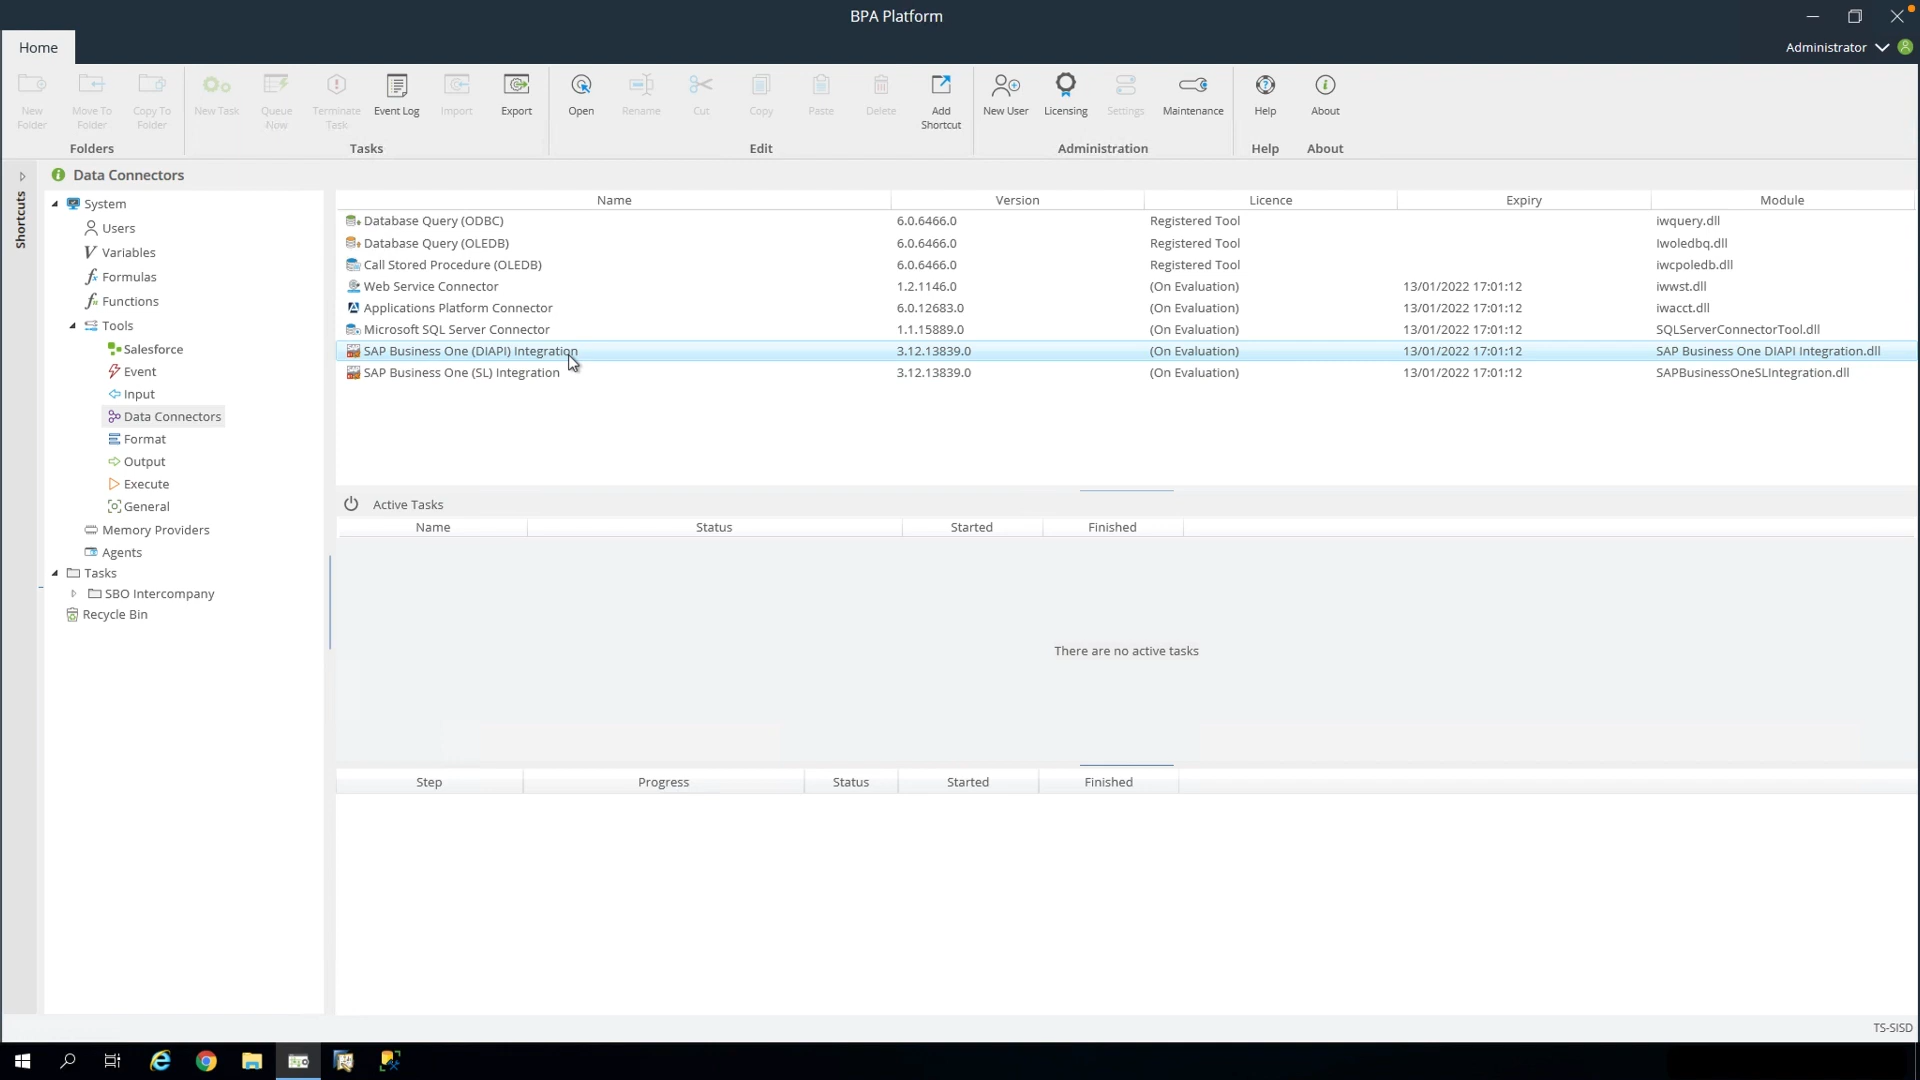 BPA Platform
Home
Administrator
New Folder
Move To Folder
Copy To Folder
New Task
Queue Now
Terminate Task
Event Log
Import
Export
Open
Rename
Cut
Copy
Paste
Delete
Add Shortcut
New User
Licensing
Settings
Maintenance
Help
About
Folders
Tasks
Edit
Administration
Help
About
Shortcuts
Data Connectors
System
Users
Variables
Formulas
Functions
Tools
Salesforce
Event
Input
Data Connectors
Format
Output
Execute
General
Memory Providers
Agents
Tasks
SBO Intercompany
Recycle Bin
Name Version Licence Expiry Module
Database Query (ODBC) 6.0.6466.0 Registered Tool iwquery.dll
Database Query (OLEDB) 6.0.6466.0 Registered Tool Iwoledbq.dll
Call Stored Procedure (OLEDB) 6.0.6466.0 Registered Tool iwcpoledb.dll
Web Service Connector 1.2.1146.0 (On Evaluation) 13/01/2022 17:01:12 iwwst.dll
Applications Platform Connector 6.0.12683.0 (On Evaluation) 13/01/2022 17:01:12 iwacct.dll
Microsoft SQL Server Connector 1.1.15889.0 (On Evaluation) 13/01/2022 17:01:12 SQLServerConnectorTool.dll
SAP Business One (DIAPI) Integration 3.12.13839.0 (On Evaluation) 13/01/2022 17:01:12 SAP Business One DIAPI Integration.dll
SAP Business One (SL) Integration 3.12.13839.0 (On Evaluation) 13/01/2022 17:01:12 SAPBusinessOneSLIntegration.dll
Active Tasks
Name Status Started Finished
There are no active tasks
Step Progress Status Started Finished
TS-SISD